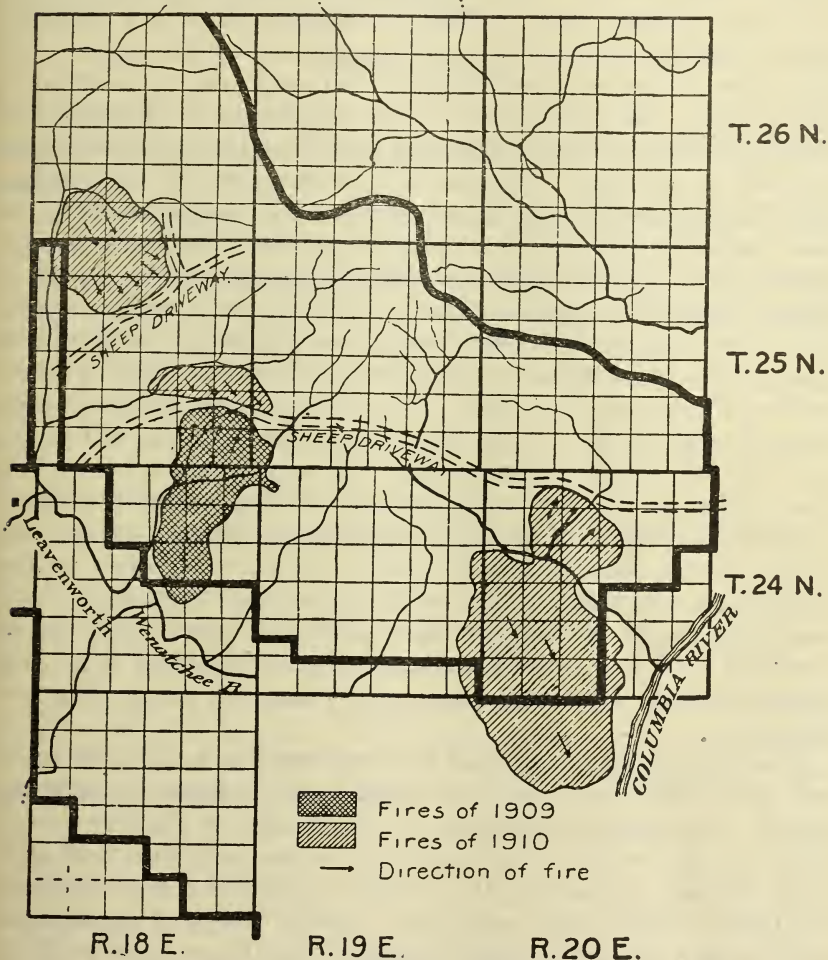 T. 26 N.
SHEEP DRIVEWAY.
T. 25 N.
SHEEP DRIVEWAY
Leavenworth
T. 24 N.
Wenatchee R
COLUMBIA RIVER
Fires of 1909
Fires of 1910
Direction of fire
R. 18 E.
R. 19 E.
R. 20 E.